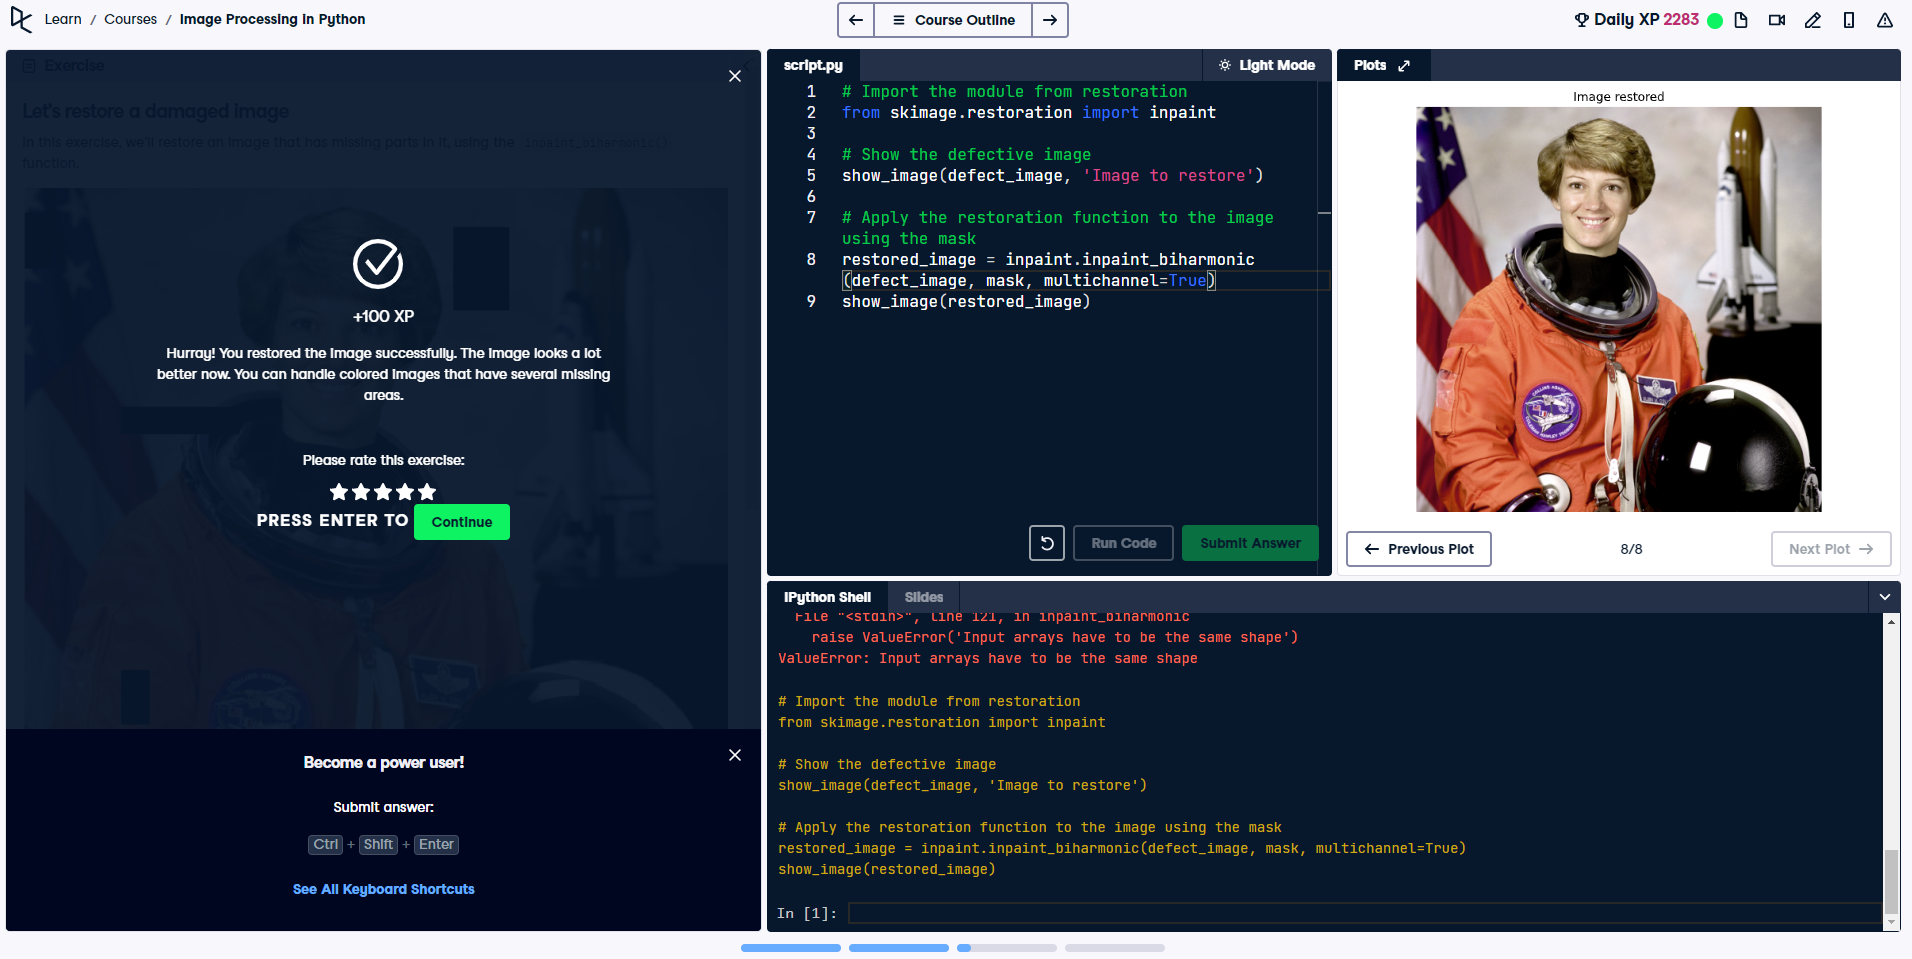 Learn / Courses / Image Processing in Python
Course Outline
Daily XP 2283
Exercise
Let's restore a damaged image
In this exercise, we'll restore an image that has missing parts in it, using the inpaint_biharmonic()
function.
+100 XP
Hurray! You restored the image successfully. The image looks a lot
better now. You can handle colored images that have several missing
areas.
Please rate this exercise:
PRESS ENTER TO Continue
Become a power user!
Submit answer:
Ctrl + Shift + Enter
See All Keyboard Shortcuts
script.py
Light Mode
1 # Import the module from restoration
2 from skimage.restoration import inpaint
3
4 # Show the defective image
5 show_image(defect_image, 'Image to restore')
6
7 # Apply the restoration function to the image
using the mask
8 restored_image = inpaint.inpaint_biharmonic
(defect_image, mask, multichannel=True)
9 show_image(restored_image)
Run Code
Submit Answer
Plots
Image restored
Previous Plot
8/8
Next Plot
IPython Shell
Slides
File "<stdin>", line 121, in inpaint_biharmonic
raise ValueError('Input arrays have to be the same shape')
ValueError: Input arrays have to be the same shape
# Import the module from restoration
from skimage.restoration import inpaint
# Show the defective image
show_image(defect_image, 'Image to restore')
# Apply the restoration function to the image using the mask
restored_image = inpaint.inpaint_biharmonic(defect_image, mask, multichannel=True)
show_image(restored_image)
In [1]: